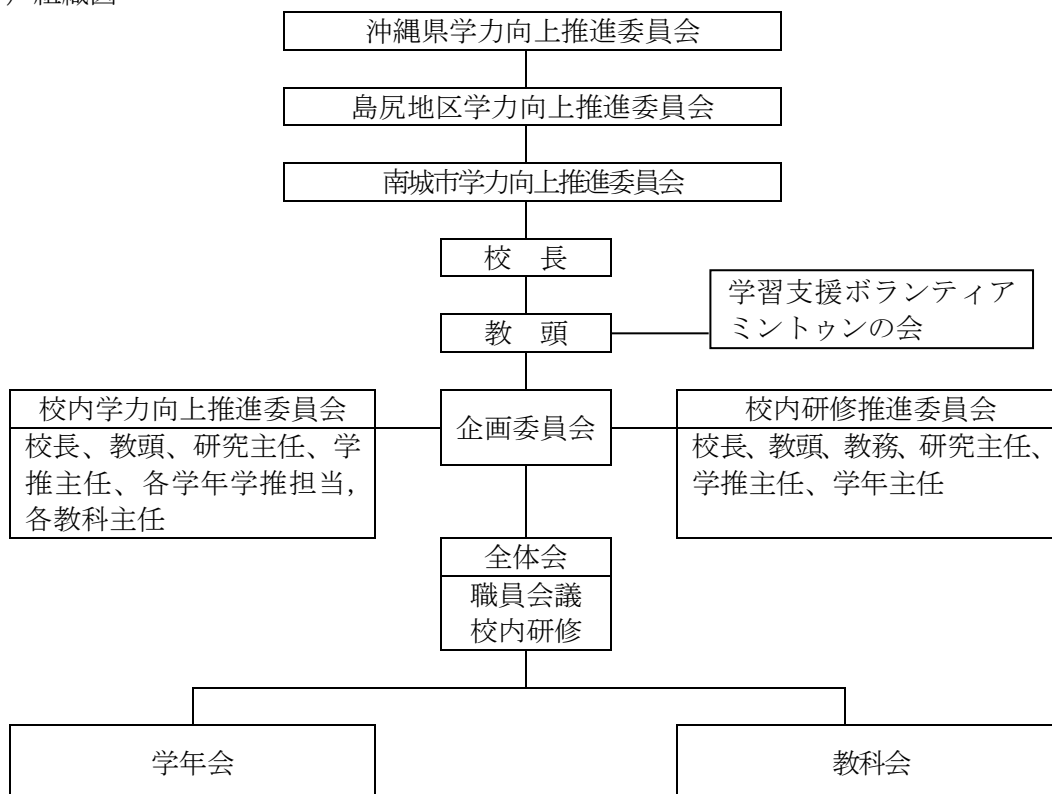 沖縄県学力向上推進委員会
島尻地区学力向上推進委員会
南城市学力向上推進委員会
校　長
学習支援ボランティア
ミントゥンの会
教　頭
校内学力向上推進委員会
校長、教頭、研究主任、学
推主任、各学年学推担当,
各教科主任
企画委員会
校内研修推進委員会
校長、教頭、教務、研究主任、
学推主任、学年主任
全体会
職員会議
校内研修
学年会
教科会